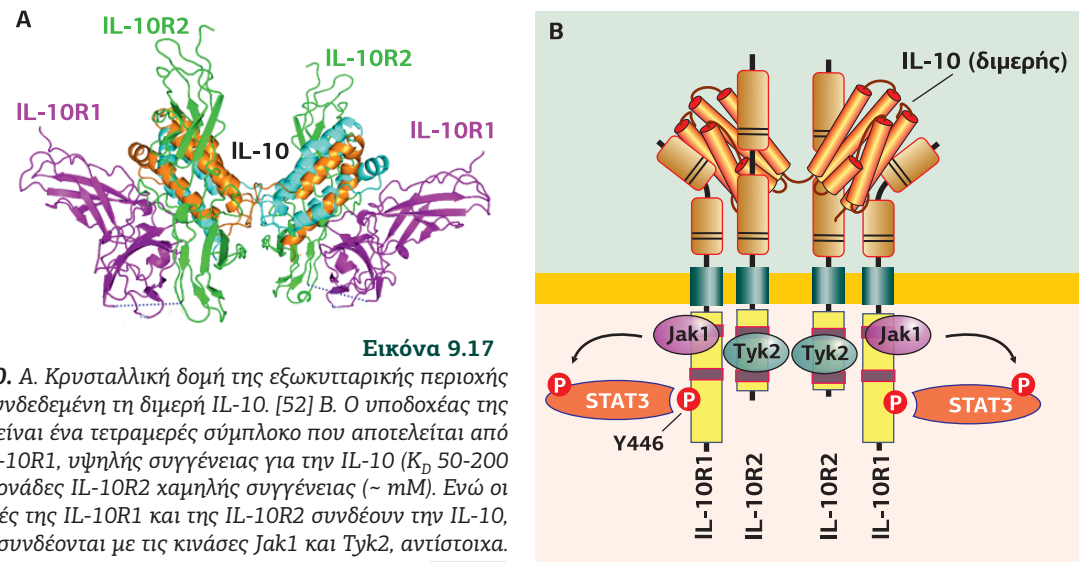 A
IL-10R2
IL-10R2
IL-10R1
IL-10R1
IL-10
Εικόνα 9.17
0. Α. Κρυσταλλική δομή της εξωκυτταρικής περιοχής
νδεδεμένη τη διμερή IL-10. [52] Β. Ο υποδοχέας της
είναι ένα τετραμερές σύμπλοκο που αποτελείται από
-10R1, υψηλής συγγένειας για την IL-10 (KD 50-200
ονάδες IL-10R2 χαμηλής συγγένειας (~ mM). Ενώ οι
ές της IL-10R1 και της IL-10R2 συνδέουν την IL-10,
συνδέονται με τις κινάσες Jak1 και Tyk2, αντίστοιχα.
B
IL-10 (διμερής)
Jak1
Tyk2
Tyk2
Jak1
P
STAT3
P
P
STAT3
P
Y446
IL-10R1
IL-10R2
IL-10R2
IL-10R1